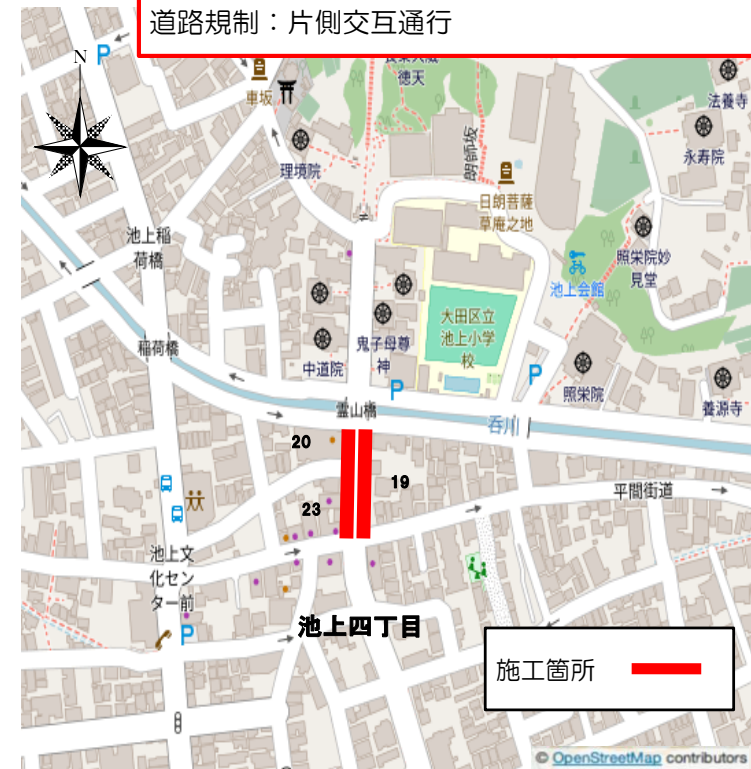 道路規制：片側交互通行
N
P
車坂
徳天
法養寺
永寿院
理境院
朗師坂
日朗菩薩
草庵之地
池上稲
荷橋
照栄院妙
見堂
池上会館
大田区立
池上小学
校
鬼子母尊
神
中道院
稲荷橋
P
P
照栄院
養源寺
霊山橋
呑川
20
19
平間街道
23
池上文
化セン
ター前
P
池上四丁目
施工箇所
© OpenStreetMap contributors